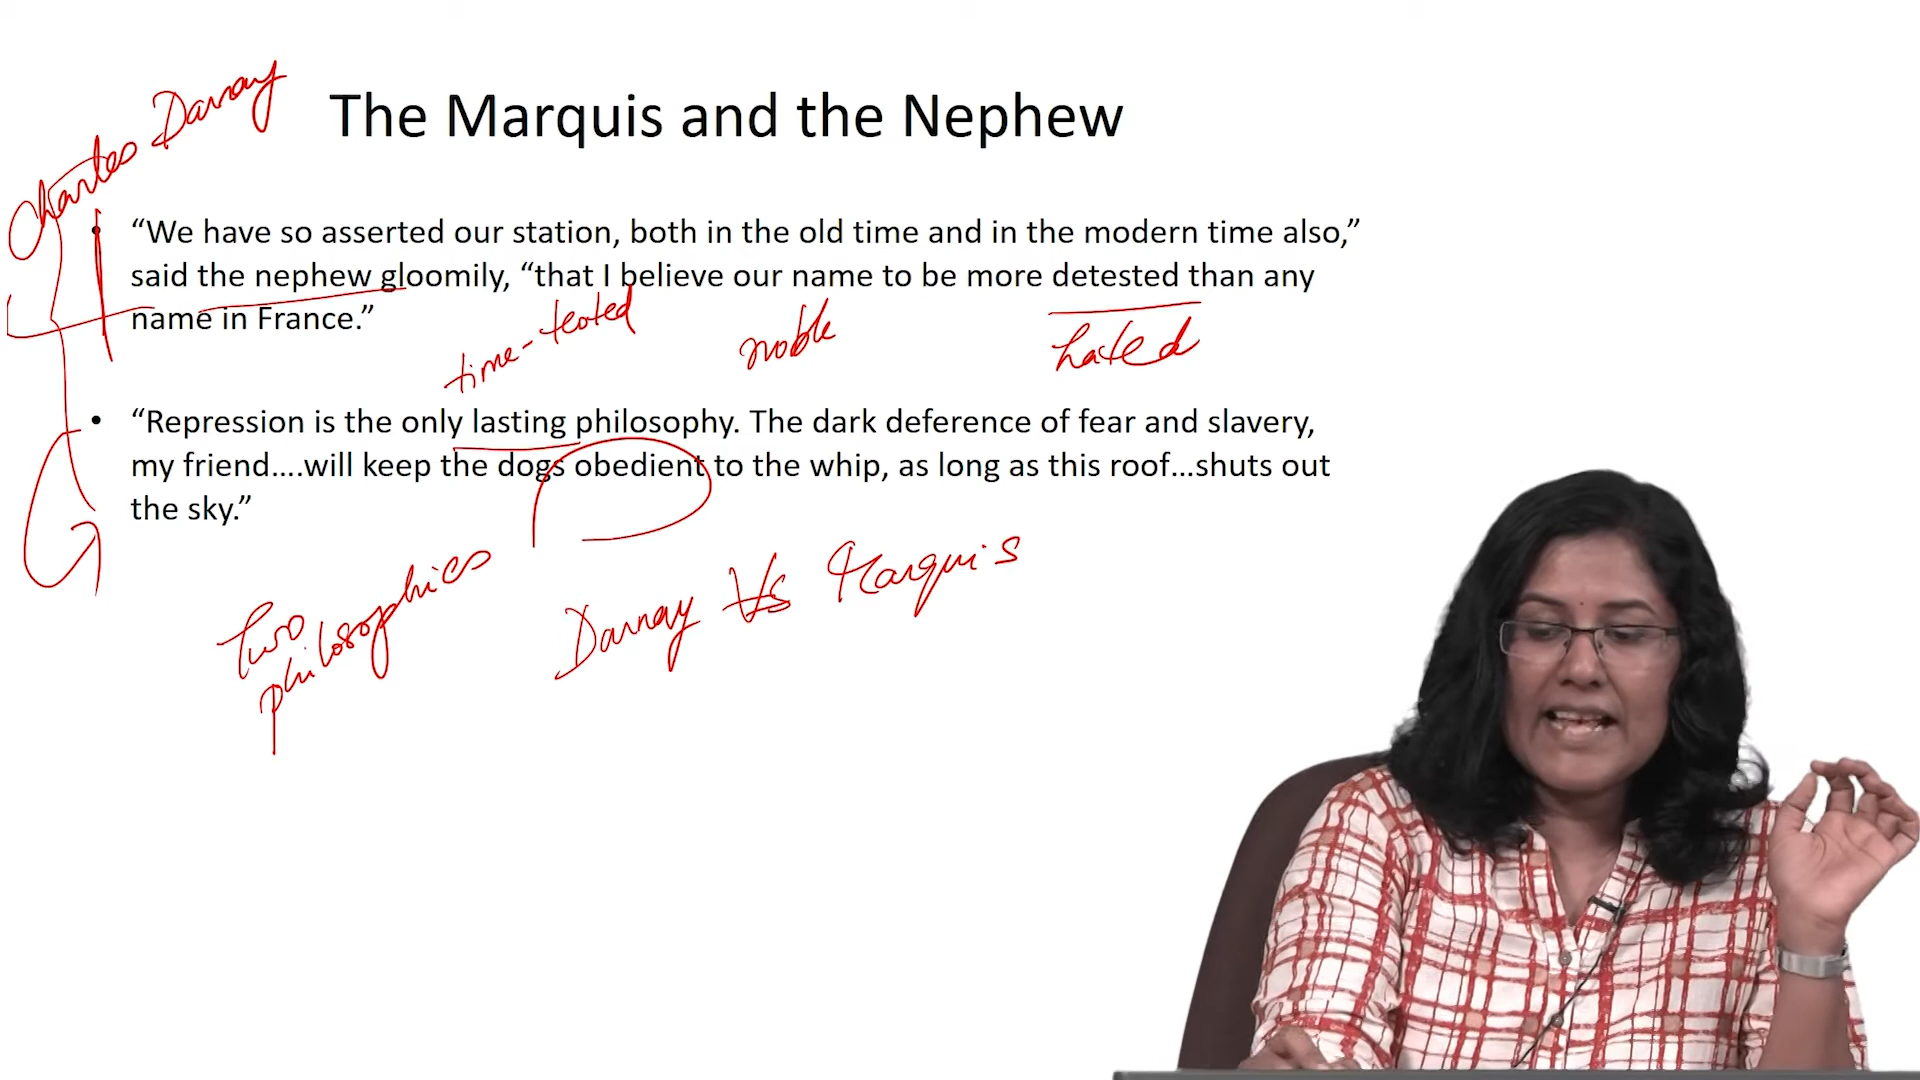 Charles Darnay
The Marquis and the Nephew
• “We have so asserted our station, both in the old time and in the modern time also,”
said the nephew gloomily, “that I believe our name to be more detested than any
name in France.”
time-tested
noble
hated
• “Repression is the only lasting philosophy. The dark deference of fear and slavery,
my friend....will keep the dogs obedient to the whip, as long as this roof...shuts out
the sky.”
Two
philosophies
Darnay Vs Marquis